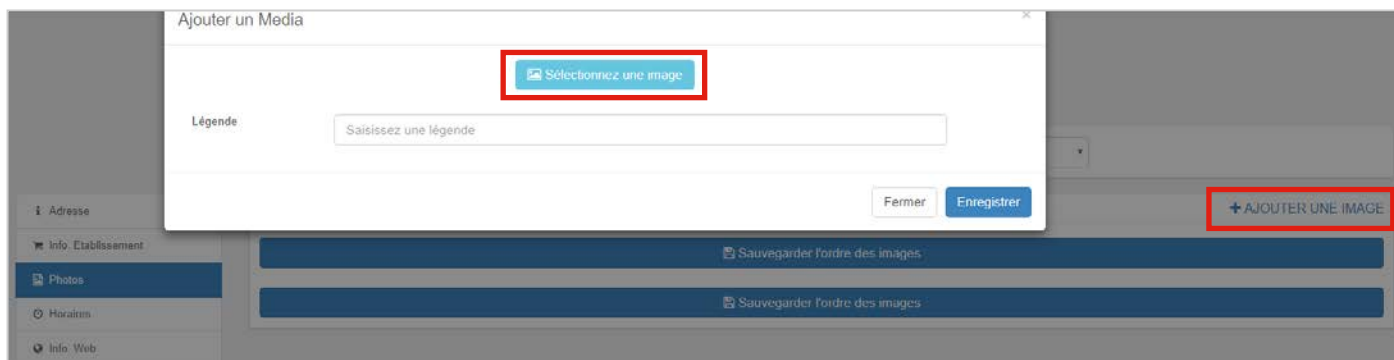 Ajouter un Media ×
Sélectionnez une image
Légende
Saisissez une légende
Fermer
Enregistrer
Adresse
Info. Etablissement
Photos
Horaires
Info. Web
+ AJOUTER UNE IMAGE
Sauvegarder l'ordre des images
Sauvegarder l'ordre des images